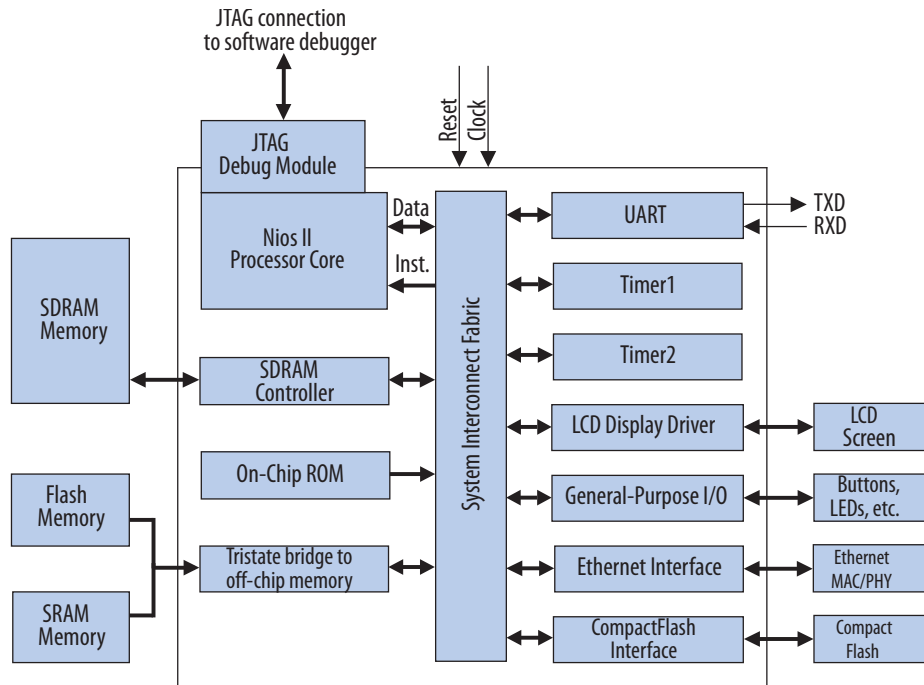 JTAG connection
to software debugger
Reset
Clock
JTAG
Debug Module
Nios II
Processor Core
Data
Inst.
System Interconnect Fabric
UART
TXD
RXD
Timer1
Timer2
SDRAM
Memory
SDRAM
Controller
LCD Display Driver
LCD
Screen
On-Chip ROM
General-Purpose I/O
Buttons,
LEDs, etc.
Flash
Memory
Tristate bridge to
off-chip memory
Ethernet Interface
Ethernet
MAC/PHY
SRAM
Memory
CompactFlash
Interface
Compact
Flash